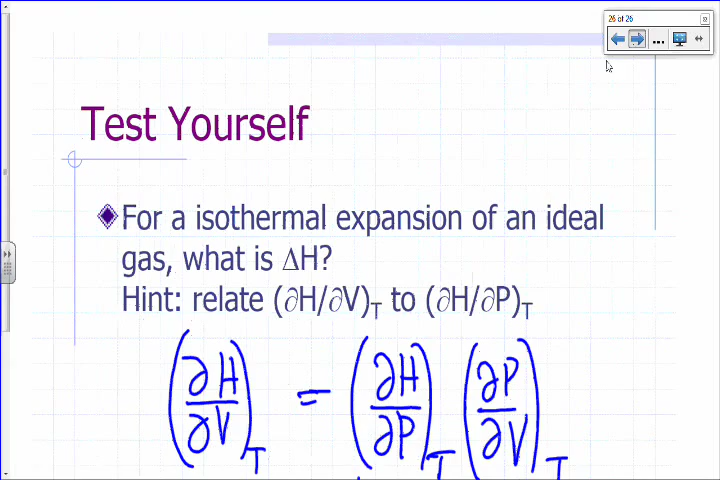 26 of 26
Test Yourself
For a isothermal expansion of an ideal
gas, what is ΔH?
Hint: relate (∂H/∂V)T to (∂H/∂P)T
(∂H/∂V)T = (∂H/∂P)T (∂P/∂V)T